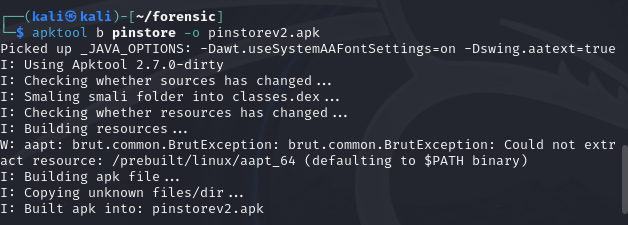 ┌──(kali㉿kali)-[~/forensic]
└─$ apktool b pinstore -o pinstorev2.apk
Picked up _JAVA_OPTIONS: -Dawt.useSystemAAFontSettings=on -Dswing.aatext=true
I: Using Apktool 2.7.0-dirty
I: Checking whether sources has changed...
I: Smaling smali folder into classes.dex...
I: Checking whether resources has changed...
I: Building resources...
W: aapt: brut.common.BrutException: brut.common.BrutException: Could not extr
act resource: /prebuilt/linux/aapt_64 (defaulting to $PATH binary)
I: Building apk file...
I: Copying unknown files/dir...
I: Built apk into: pinstorev2.apk